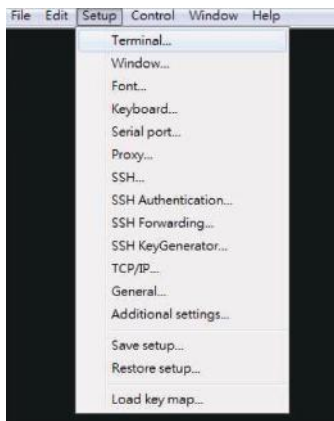 File Edit Setup Control Window Help
Terminal...
Window...
Font...
Keyboard...
Serial port...
Proxy...
SSH...
SSH Authentication...
SSH Forwarding...
SSH KeyGenerator...
TCP/IP...
General...
Additional settings...
Save setup...
Restore setup...
Load key map...